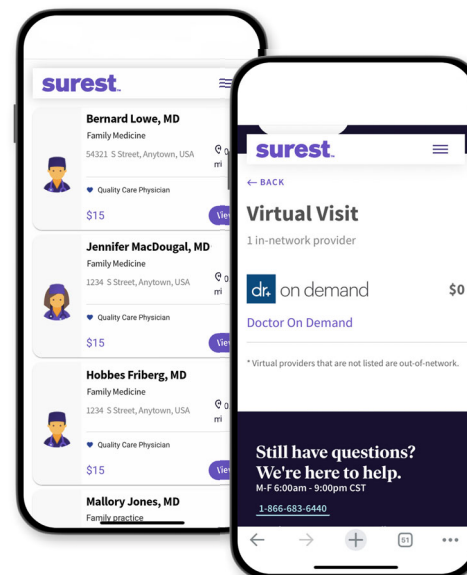 surest
Bernard Lowe, MD
Family Medicine
54321 S Street, Anytown, USA
mi
Quality Care Physician
$15
Jennifer MacDougal, MD
Family Medicine
1234 S Street, Anytown, USA
mi
Quality Care Physician
$15
Hobbes Friberg, MD
Family Medicine
1234 S Street, Anytown, USA
mi
Quality Care Physician
$15
Mallory Jones, MD
Family practice
surest
← BACK
Virtual Visit
1 in-network provider
dr+ on demand $0
Doctor On Demand
* Virtual providers that are not listed are out-of-network.
Still have questions?
We're here to help.
M-F 6:00am - 9:00pm CST
1-866-683-6440
51